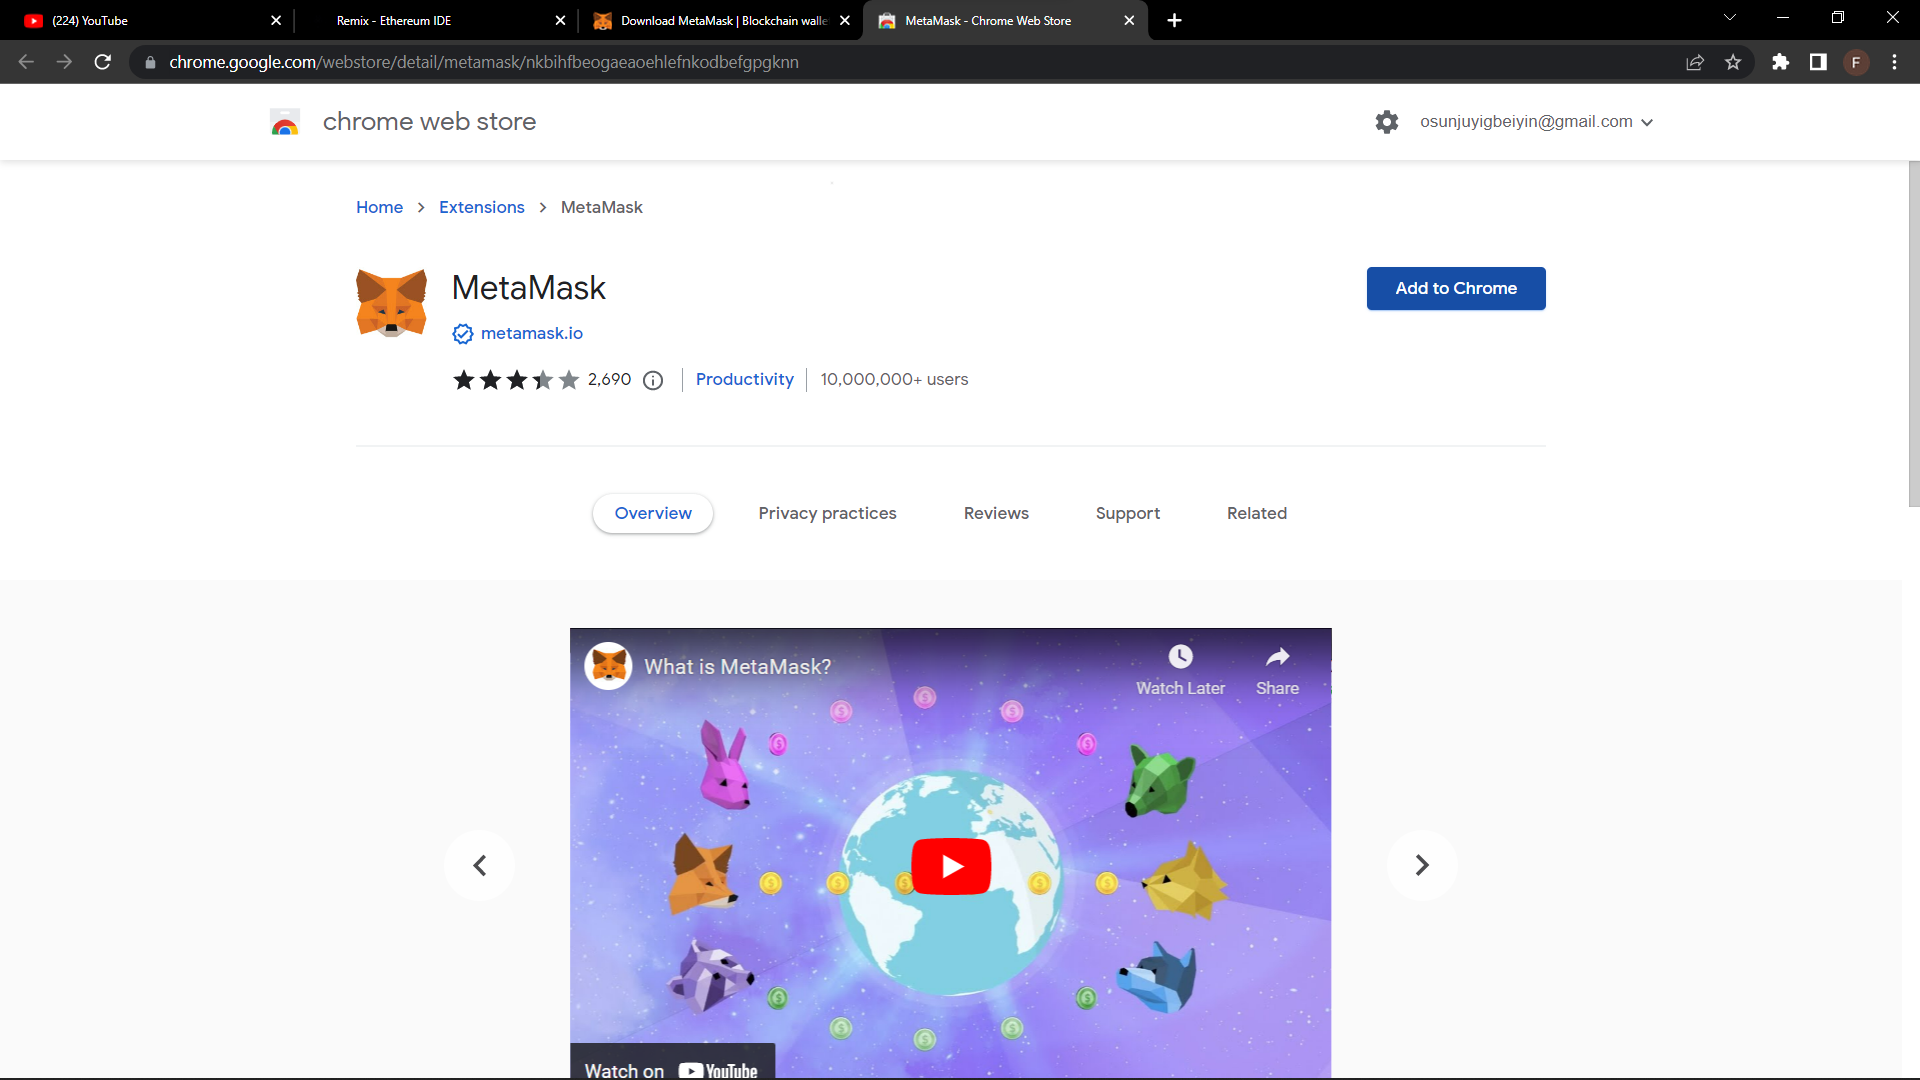 (224) YouTube
Remix - Ethereum IDE
Download MetaMask | Blockchain walle
MetaMask - Chrome Web Store
chrome.google.com/webstore/detail/metamask/nkbihfbeogaeaoehlefnkodbefgpgknn
F
chrome web store
osunjuyigbeiyin@gmail.com
Home > Extensions > MetaMask
MetaMask
Add to Chrome
metamask.io
2,690
Productivity
10,000,000+ users
Overview
Privacy practices
Reviews
Support
Related
What is MetaMask?
Watch Later
Share
Watch on YouTube